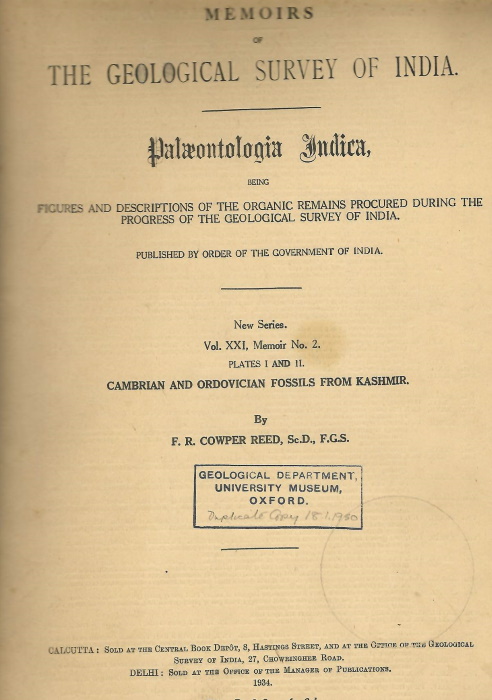 MEMOIRS
OF
THE GEOLOGICAL SURVEY OF INDIA.
Palæontologia Indica,
BEING
FIGURES AND DESCRIPTIONS OF THE ORGANIC REMAINS PROCURED DURING THE
PROGRESS OF THE GEOLOGICAL SURVEY OF INDIA.
PUBLISHED BY ORDER OF THE GOVERNMENT OF INDIA.
New Series.
Vol. XXI, Memoir No. 2.
PLATES I AND II.
CAMBRIAN AND ORDOVICIAN FOSSILS FROM KASHMIR.
By
F. R. COWPER REED, Sc.D., F.G.S.
GEOLOGICAL DEPARTMENT,
UNIVERSITY MUSEUM,
OXFORD.
Duplicate Copy 18.1.1950
CALCUTTA: SOLD AT THE CENTRAL BOOK DEPÔT, 8, HASTINGS STREET, AND AT THE OFFICE OF THE GEOLOGICAL
SURVEY OF INDIA, 27, CHOWRINGHEE ROAD.
DELHI: SOLD AT THE OFFICE OF THE MANAGER OF PUBLICATIONS.
1934.